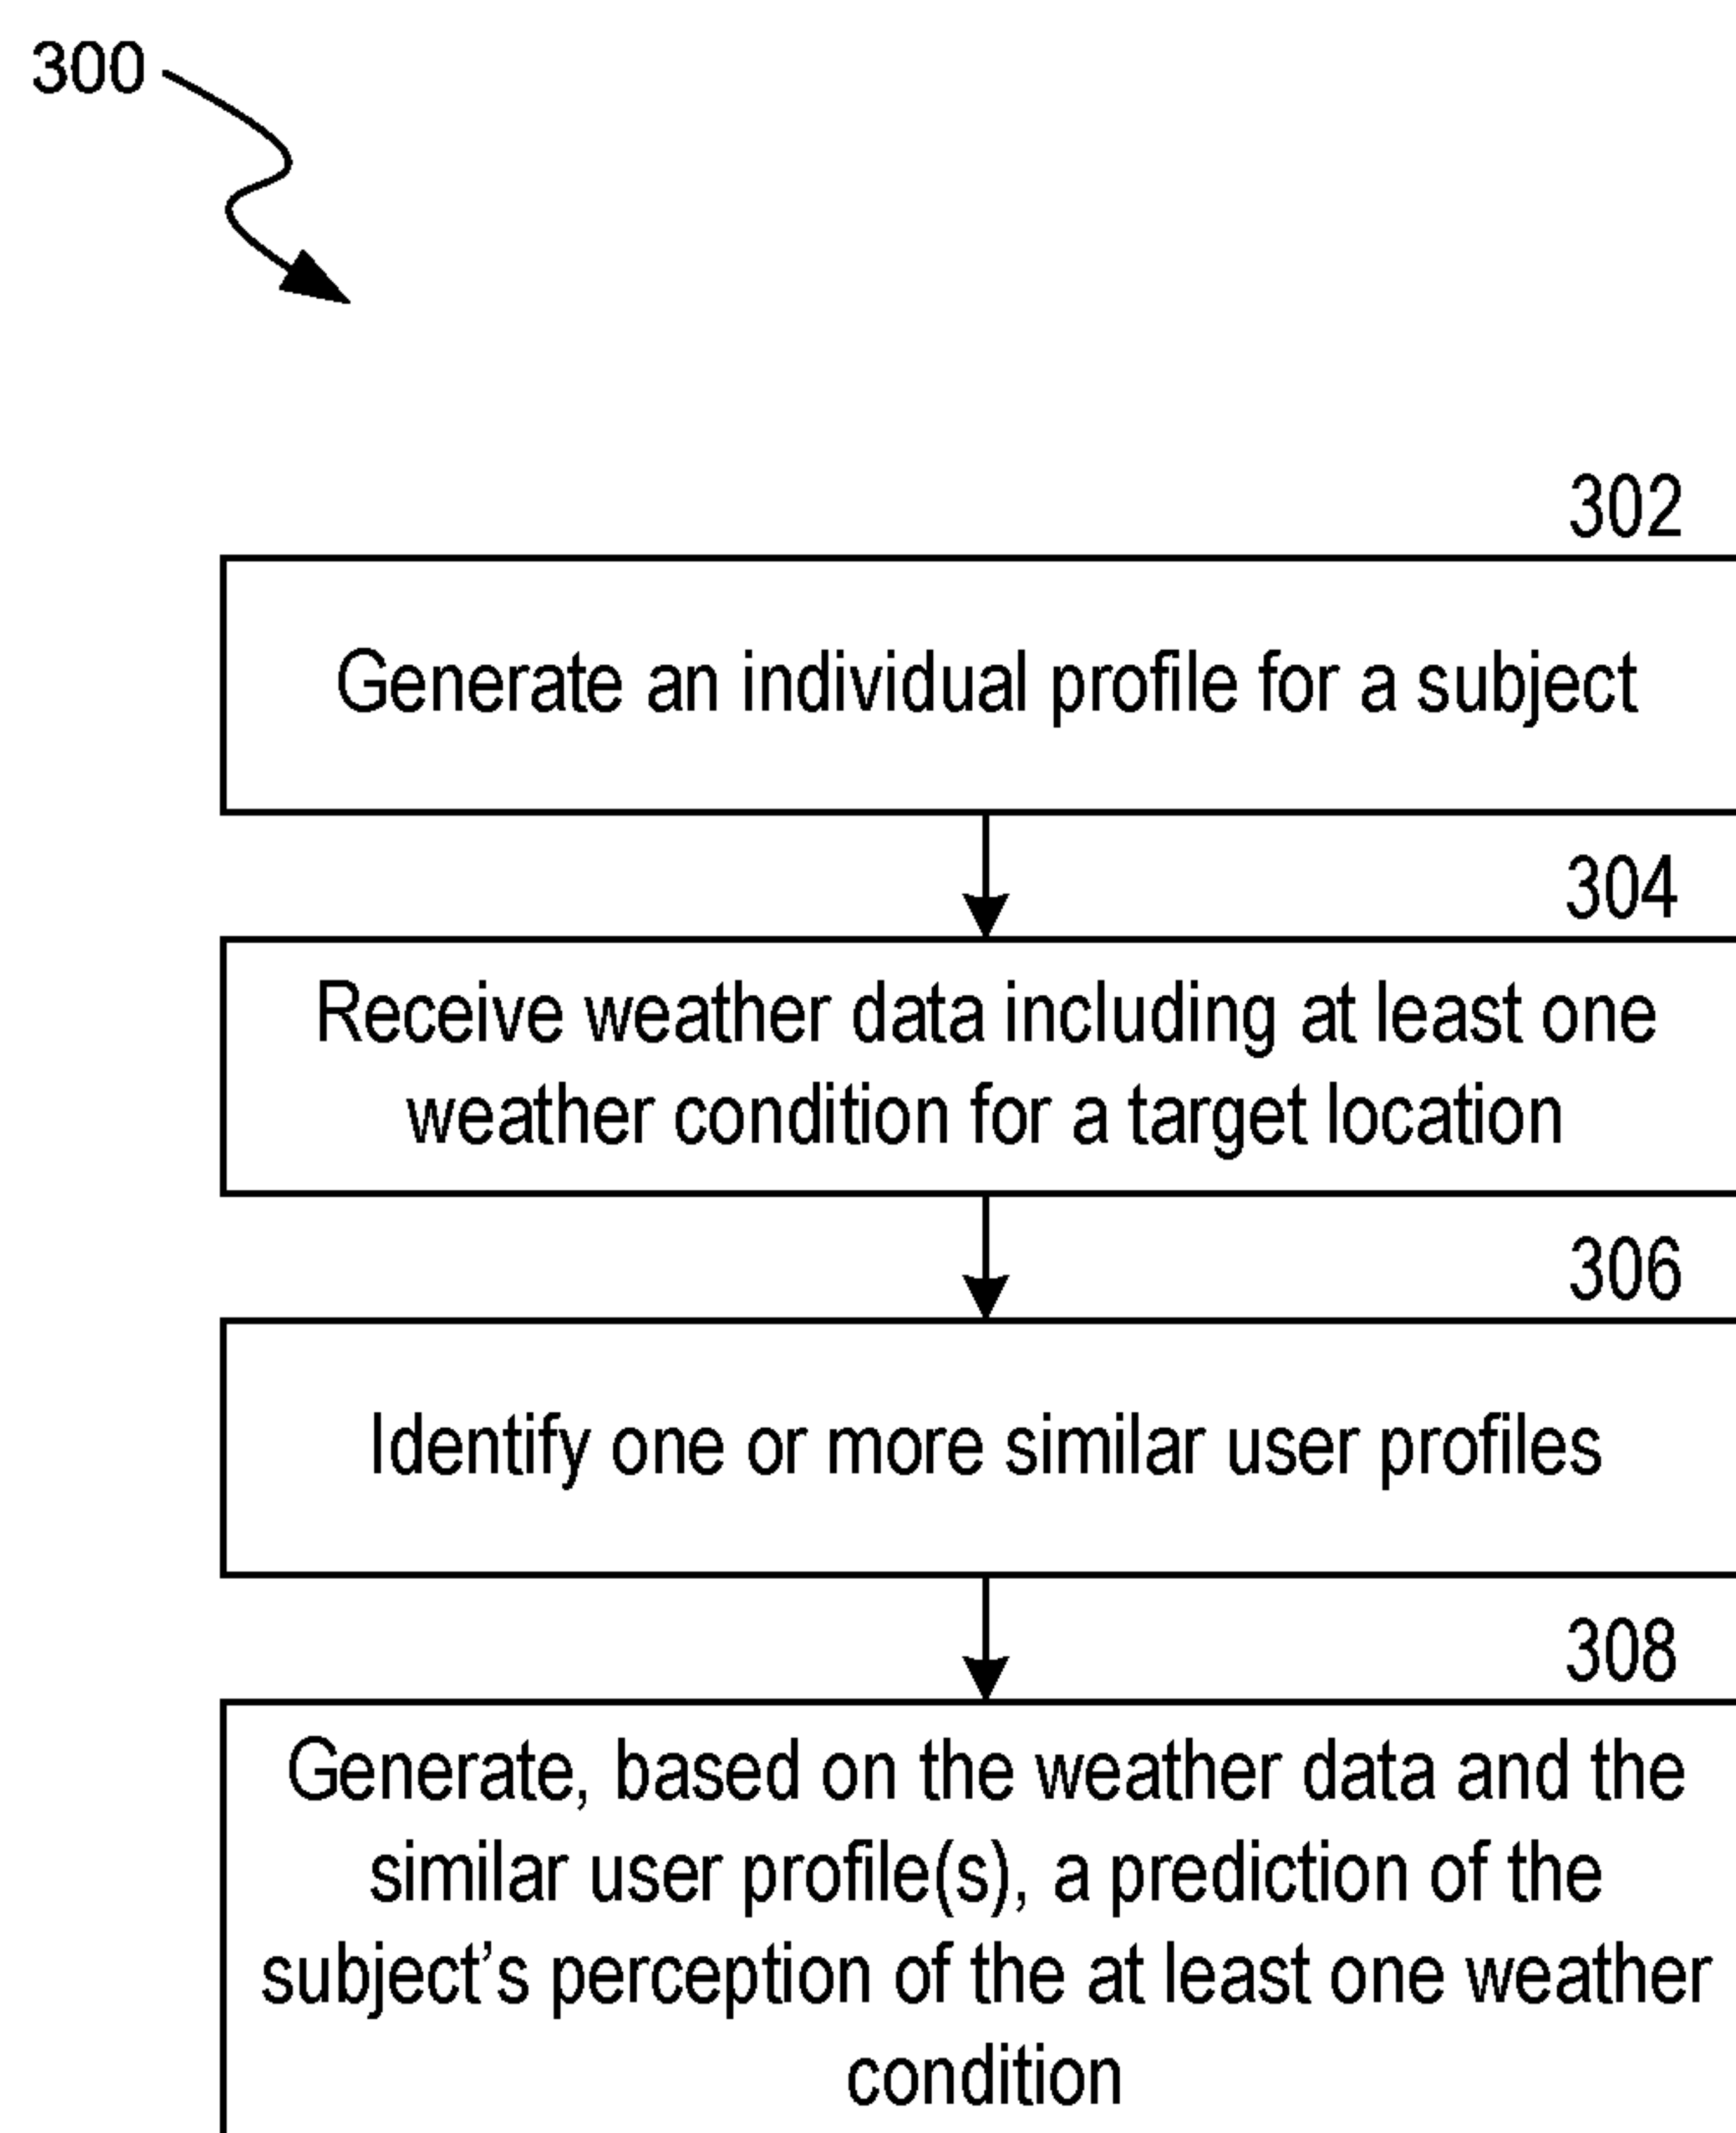 300
302
Generate an individual profile for a subject
304
Receive weather data including at least one
weather condition for a target location
306
Identify one or more similar user profiles
308
Generate, based on the weather data and the
similar user profile(s), a prediction of the
subject’s perception of the at least one weather
condition